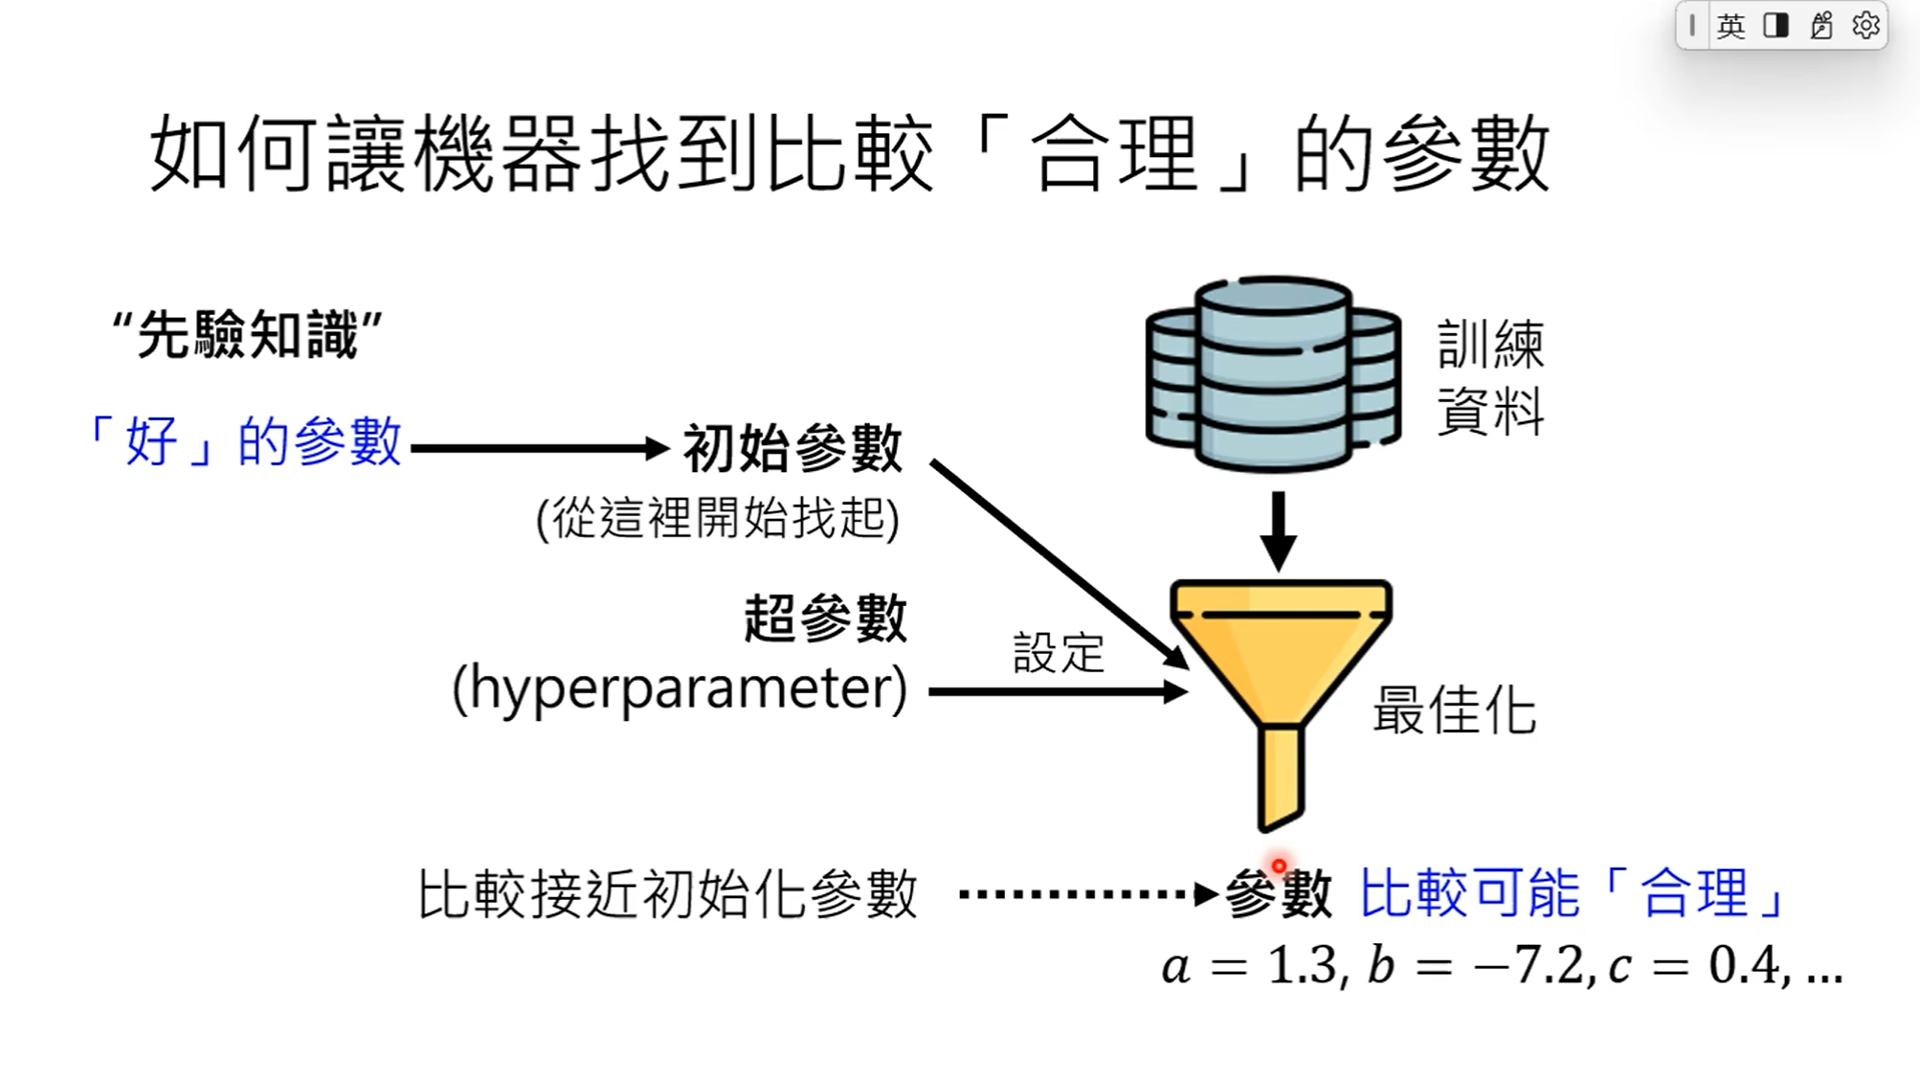 英
如何讓機器找到比較「合理」的參數
“先驗知識”
訓練
資料
「好」的參數
初始參數
(從這裡開始找起)
超參數
(hyperparameter)
設定
最佳化
比較接近初始化參數
參數 比較可能「合理」
a = 1.3, b = −7.2, c = 0.4, …